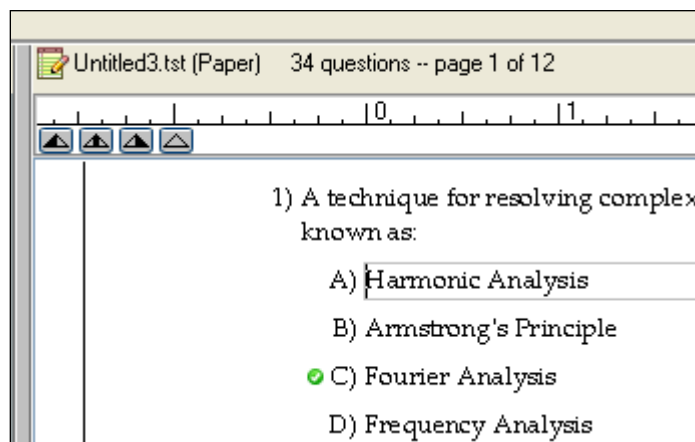 Untitled3.tst (Paper) 34 questions -- page 1 of 12
0 1
1) A technique for resolving complex
known as:
A) Harmonic Analysis
B) Armstrong's Principle
C) Fourier Analysis
D) Frequency Analysis